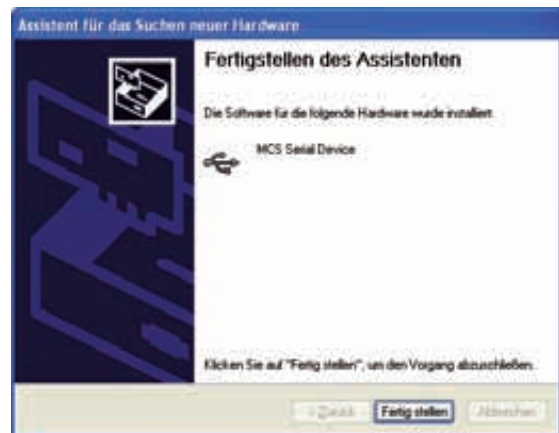 Assistent für das Suchen neuer Hardware
Fertigstellen des Assistenten
Die Software für die folgende Hardware wurde installiert:
MCS Serial Device
Klicken Sie auf "Fertig stellen", um den Vorgang abzuschließen.
< Zurück Fertig stellen Abbrechen